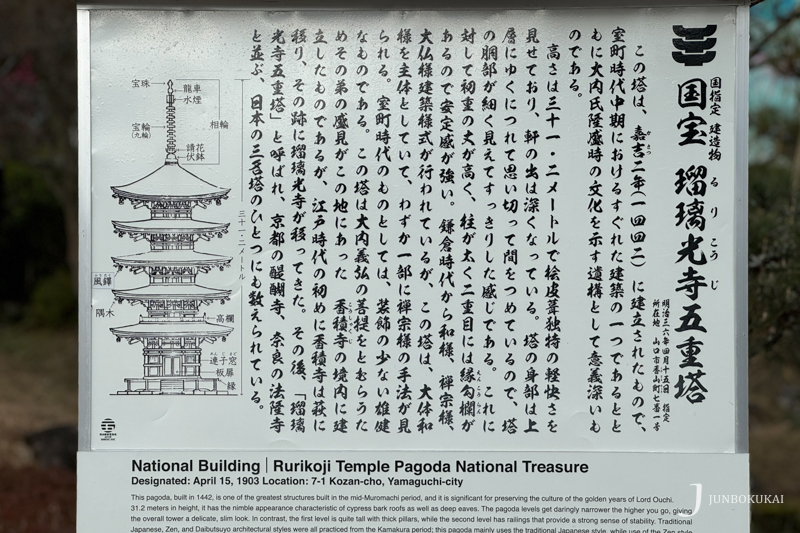 国指定 建造物
国宝 瑠璃光寺五重塔
るりこうじ
明治三六年四月十五日 指定
所在地 山口市香山町七番一号
この塔は、嘉吉二年(一四四二)に建立されたもので、
室町時代中期におけるすぐれた建築の一つであるとと
もに大内氏隆盛時の文化を示す遺構として意義深いも
のである。
高さは三十一・二メートルで桧皮葺独特の軽快さを
見せており、軒の出は深くなっている。塔の身部は上
層にゆくにつれて思い切って間をつめているので、塔
の胴部が細く見えてすっきりした感じである。これに
対して初重の丈が高く、柱が太く二重目には縁勾欄が
あるので安定感が強い。鎌倉時代から和様、禅宗様、
大仏様建築様式が行われているが、この塔は、大体和
様を主体としていて、わずか一部に禅宗様の手法が見
られる。室町時代のものとしては、装飾の少ない雄健
なものである。この塔は大内義弘の菩提をとむらうた
めその弟の盛見がこの地にあった香積寺の境内に建
立したものであるが、江戸時代の初めに香積寺は萩に
移り、その跡に瑠璃光寺が移ってきた。その後、「瑠璃
光寺五重塔」と呼ばれ、京都の醍醐寺、奈良の法隆寺
と並ぶ、日本の三名塔のひとつにも数えられている。
宝珠
龍車
水煙
宝輪
(九輪)
相輪
請花
伏鉢
三十一・二メートル
風鐸
隅木
高欄
連子窓
板扉
縁
National Building | Rurikoji Temple Pagoda National Treasure
Designated: April 15, 1903 Location: 7-1 Kozan-cho, Yamaguchi-city
This pagoda, built in 1442, is one of the greatest structures built in the mid-Muromachi period, and it is significant for preserving the culture of the golden years of Lord Ouchi.
31.2 meters in height, it has the nimble appearance characteristic of cypress bark roofs as well as deep eaves. The pagoda levels get daringly narrower the higher you go, giving
the overall tower a delicate, slim look. In contrast, the first level is quite tall with thick pillars, while the second level has railings that provide a strong sense of stability. Traditional
Japanese, Zen, and Daibutsuyo architectural styles were all practiced from the Kamakura period; this pagoda mainly uses the traditional Japanese style, while use of the Zen style
JUNBOKUKAI